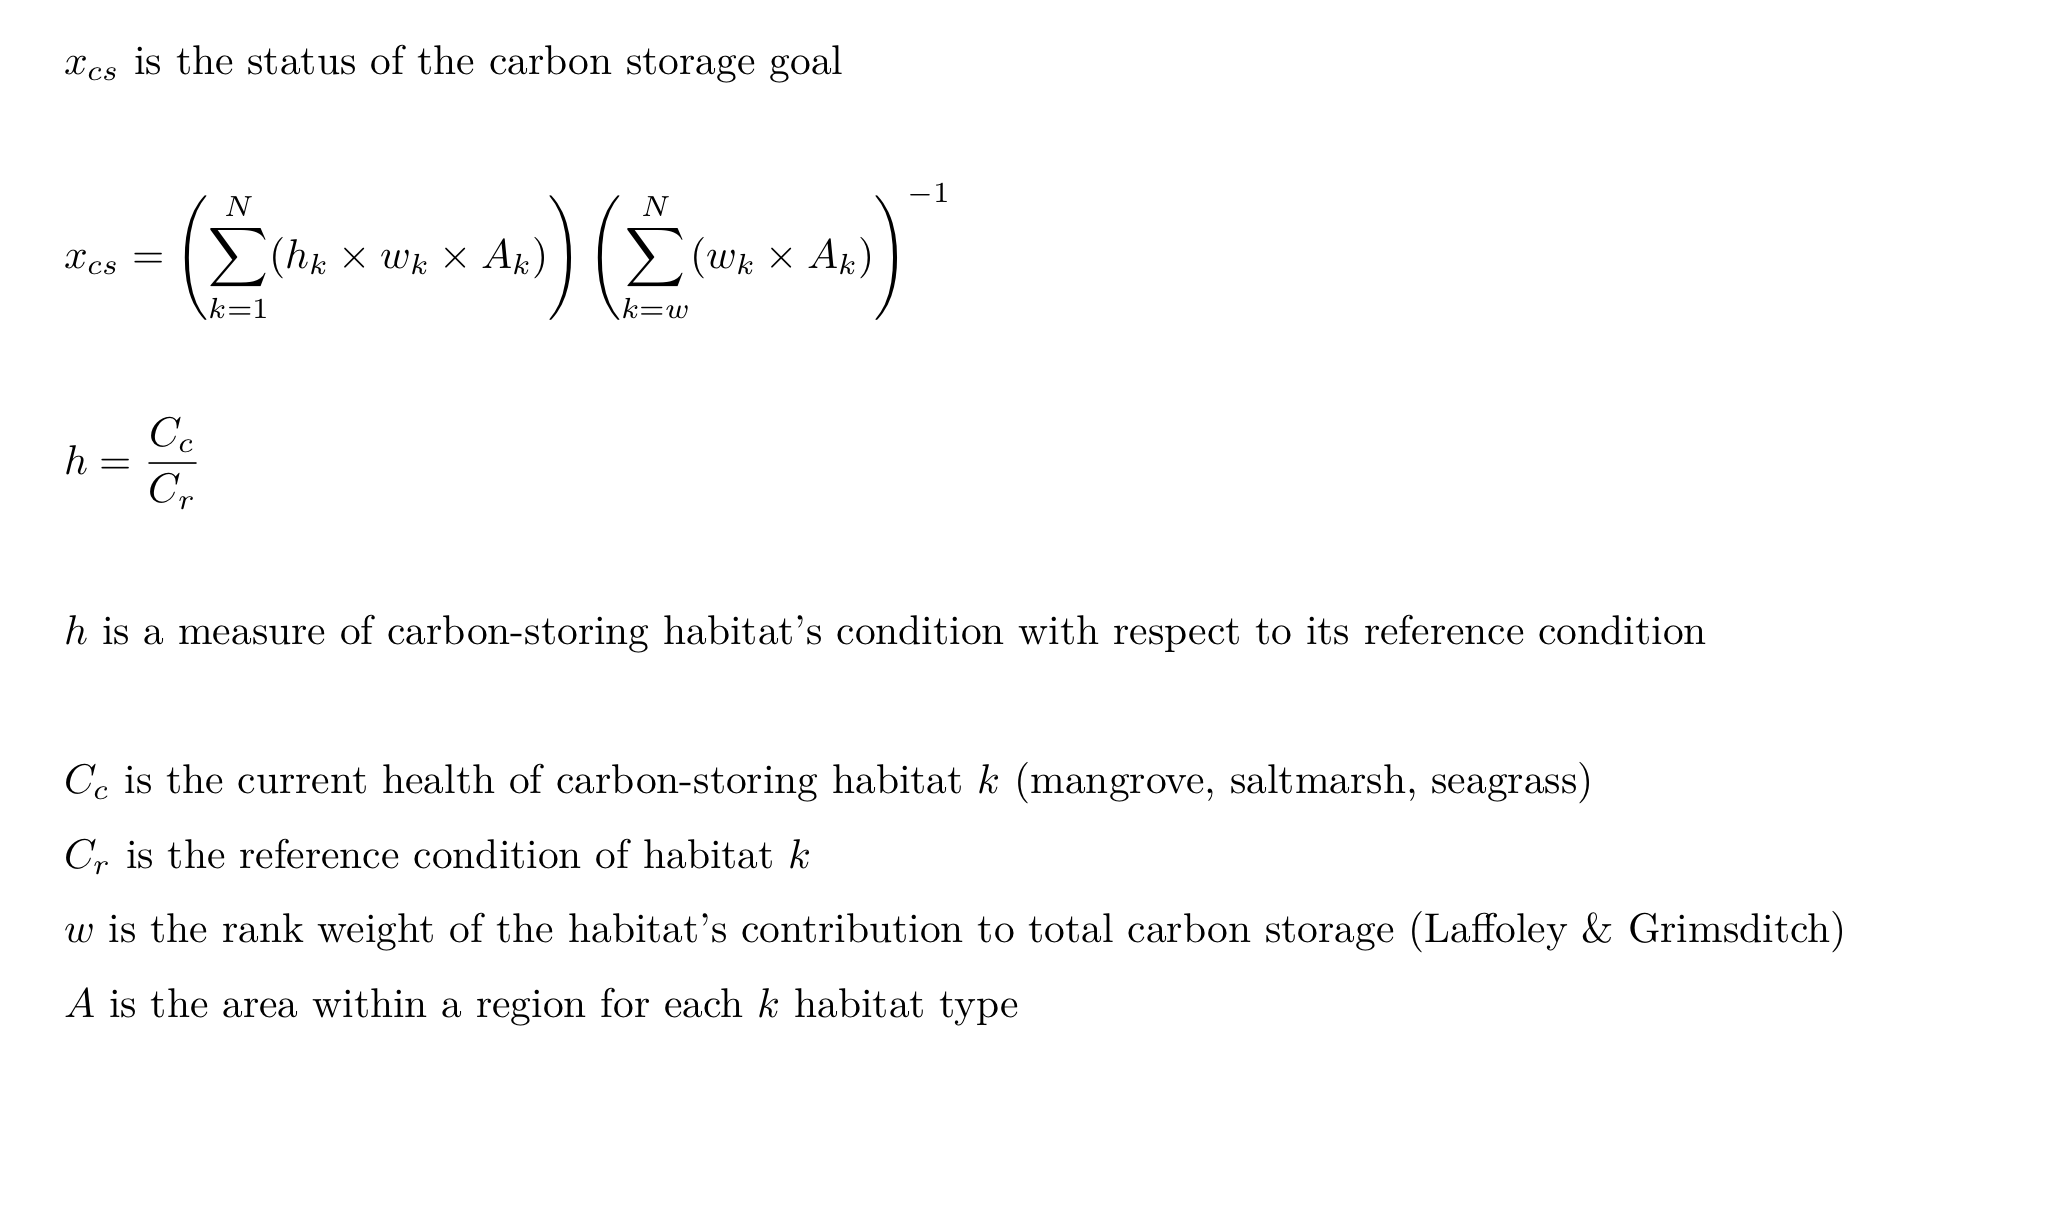 $x_{cs}$ is the status of the carbon storage goal
$x_{cs} = \left( \sum_{k=1}^{N} (h_k \times w_k \times A_k) \right) \left( \sum_{k=w}^{N} (w_k \times A_k) \right)^{-1}$
$h = \frac{C_c}{C_r}$
$h$ is a measure of carbon-storing habitat's condition with respect to its reference condition
$C_c$ is the current health of carbon-storing habitat $k$ (mangrove, saltmarsh, seagrass)
$C_r$ is the reference condition of habitat $k$
$w$ is the rank weight of the habitat's contribution to total carbon storage (Laffoley & Grimsditch)
$A$ is the area within a region for each $k$ habitat type